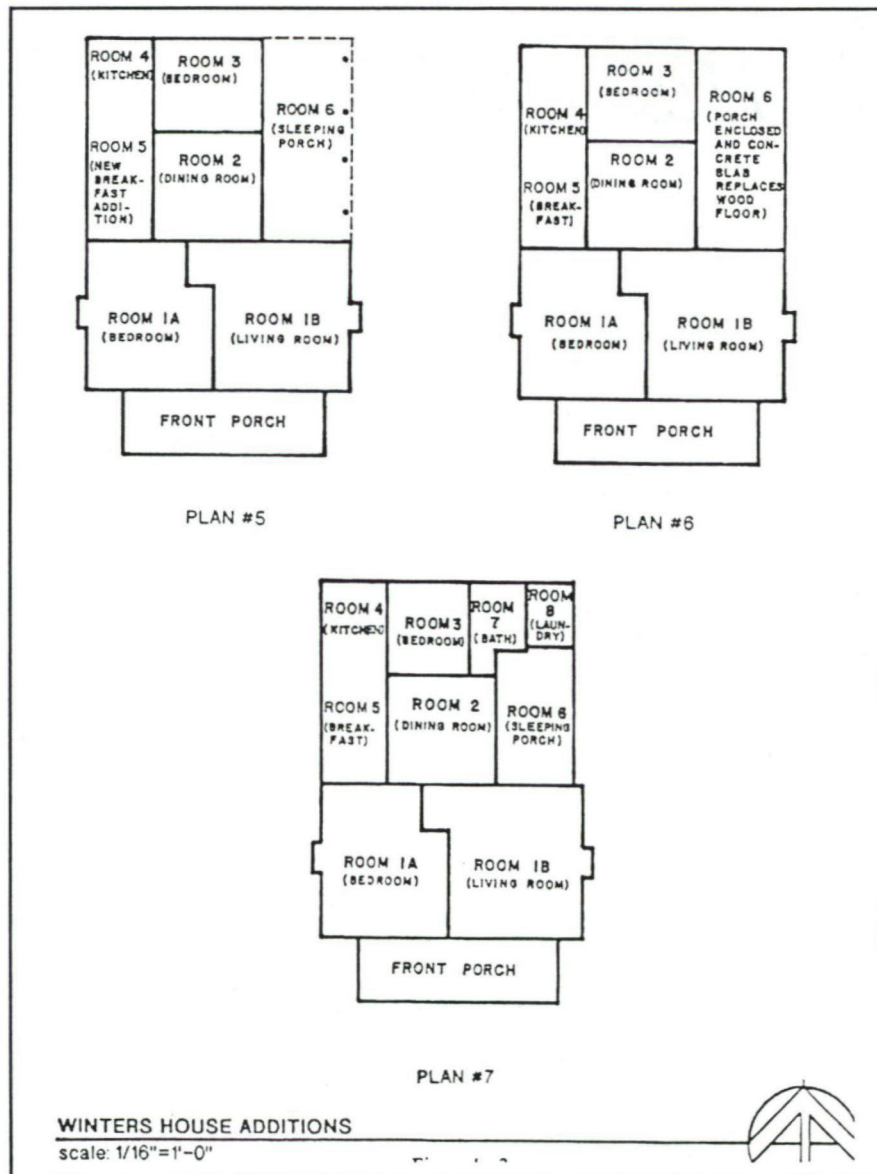 ROOM 4
(KITCHEN)
ROOM 3
(BEDROOM)
ROOM 6
(SLEEPING
PORCH)
ROOM 5
(NEW
BREAK-
FAST
ADDI-
TION)
ROOM 2
(DINING ROOM)
ROOM 1A
(BEDROOM)
ROOM 1B
(LIVING ROOM)
FRONT PORCH
PLAN #5
ROOM 3
(BEDROOM)
ROOM 4
(KITCHEN)
ROOM 6
(PORCH
ENCLOSED
AND CON-
CRETE
SLAB
REPLACES
WOOD
FLOOR)
ROOM 5
(BREAK-
FAST)
ROOM 2
(DINING ROOM)
ROOM 1A
(BEDROOM)
ROOM 1B
(LIVING ROOM)
FRONT PORCH
PLAN #6
ROOM 4
(KITCHEN)
ROOM 3
(BEDROOM)
ROOM
7
(BATH)
ROOM
8
(LAUN-
DRY)
ROOM 5
(BREAK-
FAST)
ROOM 2
(DINING ROOM)
ROOM 6
(SLEEPING
PORCH)
ROOM 1A
(BEDROOM)
ROOM 1B
(LIVING ROOM)
FRONT PORCH
PLAN #7
WINTERS HOUSE ADDITIONS
scale: 1/16"=1'-0"